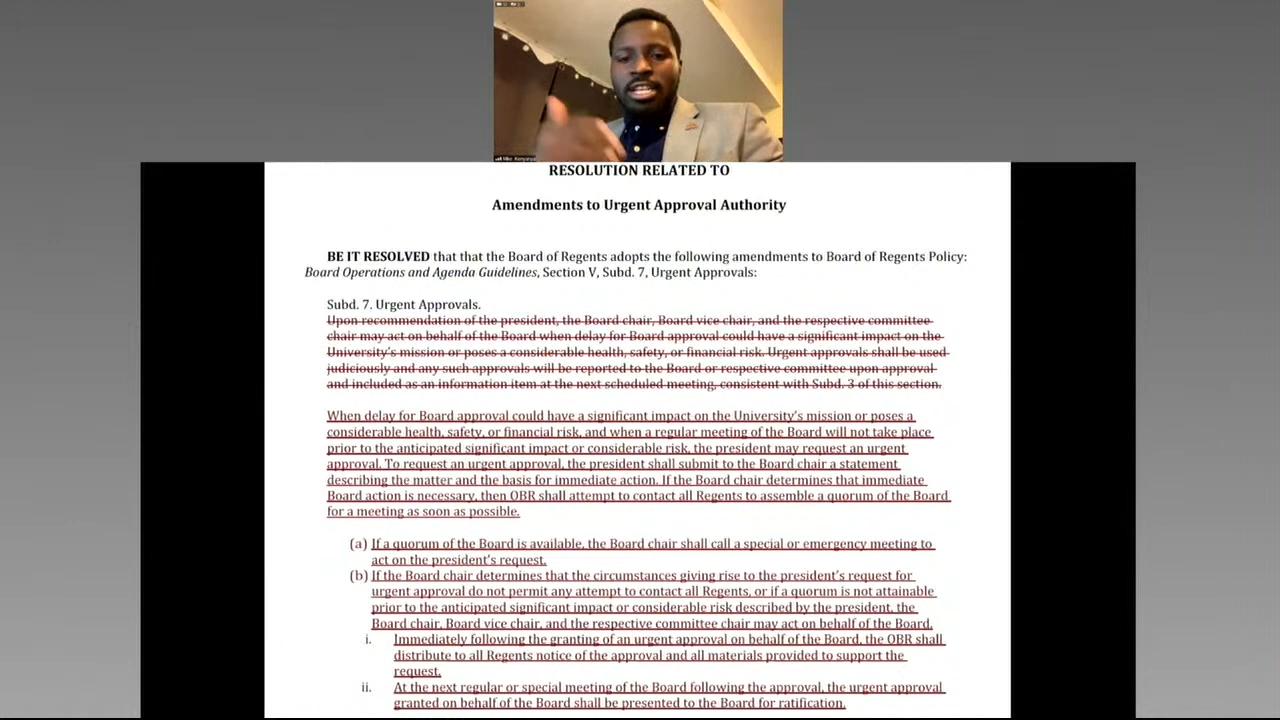 Mike Kenyanya
RESOLUTION RELATED TO
Amendments to Urgent Approval Authority
BE IT RESOLVED that that the Board of Regents adopts the following amendments to Board of Regents Policy:
Board Operations and Agenda Guidelines, Section V, Subd. 7, Urgent Approvals:
Subd. 7. Urgent Approvals.
Upon recommendation of the president, the Board chair, Board vice chair, and the respective committee
chair may act on behalf of the Board when delay for Board approval could have a significant impact on the
University's mission or poses a considerable health, safety, or financial risk. Urgent approvals shall be used
judiciously and any such approvals will be reported to the Board or respective committee upon approval
and included as an information item at the next scheduled meeting, consistent with Subd. 3 of this section.
When delay for Board approval could have a significant impact on the University's mission or poses a
considerable health, safety, or financial risk, and when a regular meeting of the Board will not take place
prior to the anticipated significant impact or considerable risk, the president may request an urgent
approval. To request an urgent approval, the president shall submit to the Board chair a statement
describing the matter and the basis for immediate action. If the Board chair determines that immediate
Board action is necessary, then OBR shall attempt to contact all Regents to assemble a quorum of the Board
for a meeting as soon as possible.
(a) If a quorum of the Board is available, the Board chair shall call a special or emergency meeting to
act on the president's request.
(b) If the Board chair determines that the circumstances giving rise to the president's request for
urgent approval do not permit any attempt to contact all Regents, or if a quorum is not attainable
prior to the anticipated significant impact or considerable risk described by the president, the
Board chair, Board vice chair, and the respective committee chair may act on behalf of the Board.
i. Immediately following the granting of an urgent approval on behalf of the Board, the OBR shall
distribute to all Regents notice of the approval and all materials provided to support the
request.
ii. At the next regular or special meeting of the Board following the approval, the urgent approval
granted on behalf of the Board shall be presented to the Board for ratification.